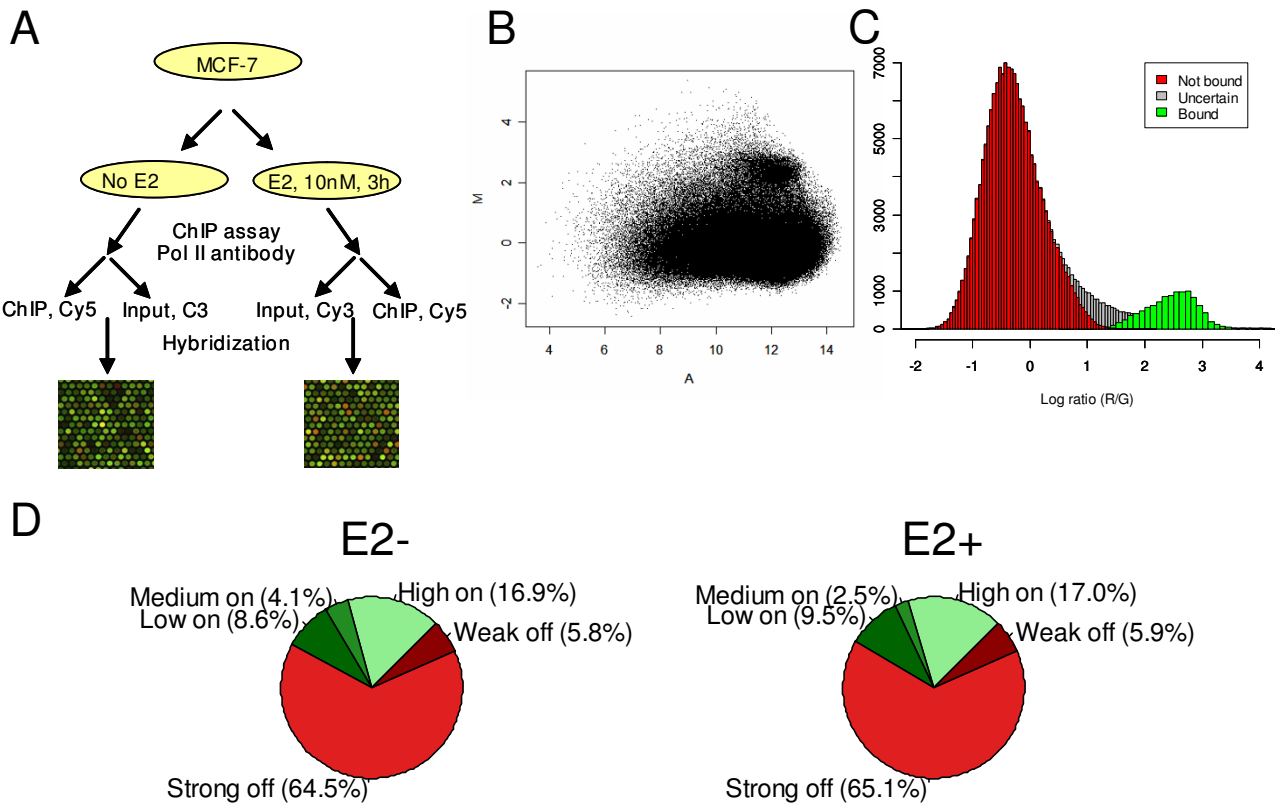 A
MCF-7
No E2
E2, 10nM, 3h
ChIP assay
Pol II antibody
ChIP, Cy5
Input, C3
Input, Cy3
ChIP, Cy5
Hybridization
B
M
4
2
0
-2
4
6
8
10
12
14
A
C
7000
5000
3000
1000
0
Not bound
Uncertain
Bound
-2
-1
0
1
2
3
4
Log ratio (R/G)
D
E2-
Medium on (4.1%)
High on (16.9%)
Low on (8.6%)
Weak off (5.8%)
Strong off (64.5%)
E2+
Medium on (2.5%)
High on (17.0%)
Low on (9.5%)
Weak off (5.9%)
Strong off (65.1%)